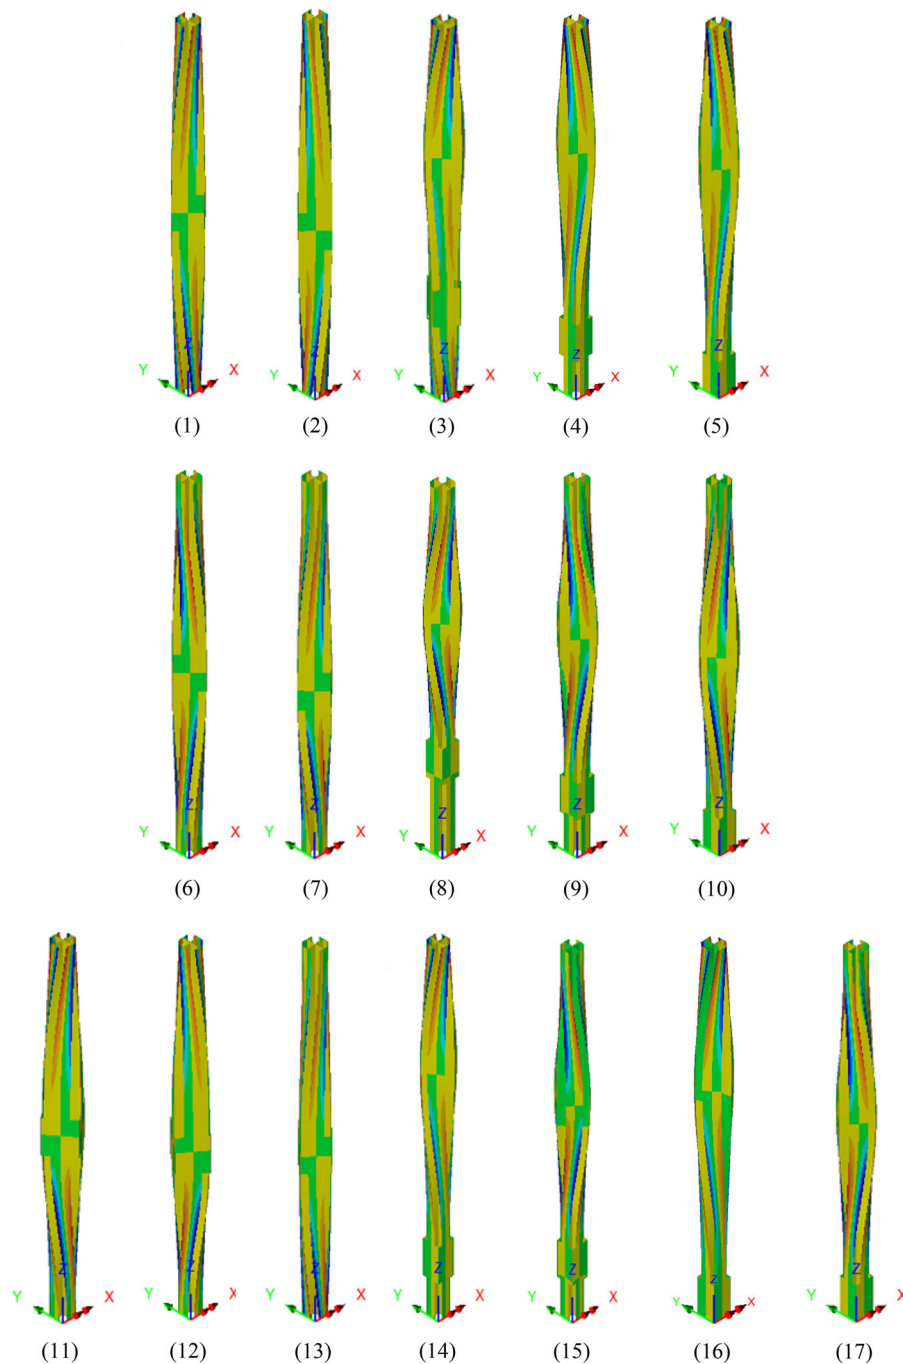 Z Z Z Z Z
Y X Y X Y X Y X Y X
(1) (2) (3) (4) (5)
Z Z Z Z Z
Y X Y X Y X Y X Y X
(6) (7) (8) (9) (10)
Z Z Z Z Z Z Z
Y X Y X Y X Y X Y X Y X Y X
(11) (12) (13) (14) (15) (16) (17)